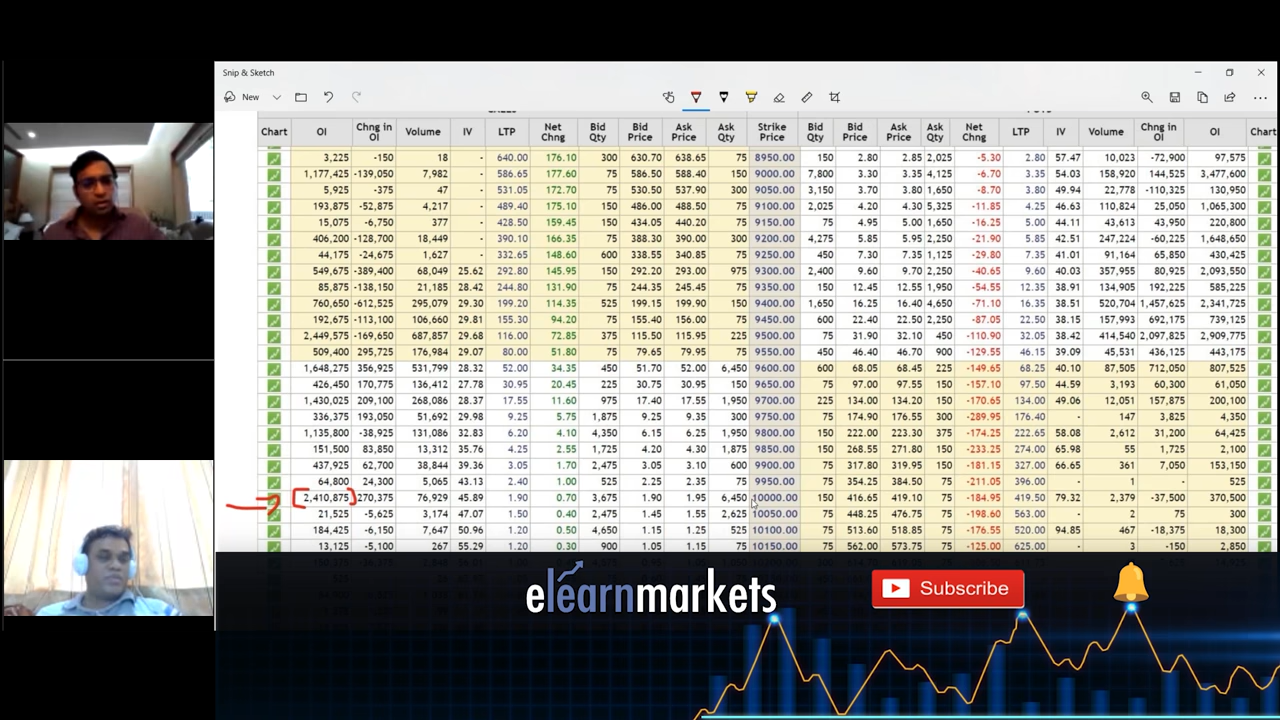 Snip & Sketch
New
Chart OI Chng in OI Volume IV LTP Net Chng Bid Qty Bid Price Ask Price Ask Qty Strike Price Bid Qty Bid Price Ask Price Ask Qty Net Chng LTP IV Volume Chng in OI OI Chart
3,225 -150 18 - 640.00 176.10 300 630.70 638.65 75 8950.00 150 2.80 2.85 2,025 -5.30 2.80 57.47 10,023 -72,900 97,575
1,177,425 -139,050 7,982 - 586.65 177.60 75 586.50 588.40 150 9000.00 7,800 3.30 3.35 4,125 -6.70 3.35 54.03 158,920 144,525 3,477,600
5,925 -375 47 - 531.05 172.70 75 530.50 537.90 300 9050.00 3,150 3.70 3.80 1,650 -8.70 3.80 49.94 22,778 -110,325 130,950
193,875 -52,875 4,217 - 489.40 175.10 150 486.00 488.50 150 9100.00 2,025 4.20 4.30 5,325 -11.85 4.25 46.63 110,824 25,050 1,065,300
15,075 -6,750 377 - 428.50 159.45 150 434.05 440.20 75 9150.00 75 4.95 5.00 1,650 -16.25 5.00 44.11 43,613 43,950 220,800
406,200 -128,700 18,449 - 390.10 166.35 75 388.30 390.00 300 9200.00 4,275 5.85 5.95 2,250 -21.90 5.85 42.51 247,224 -60,225 1,648,650
44,175 -24,675 1,627 - 332.65 148.60 600 338.55 340.85 75 9250.00 450 7.30 7.35 1,125 -29.80 7.35 41.01 91,164 65,850 430,425
549,675 -389,400 68,049 25.62 292.80 145.95 150 292.20 293.00 975 9300.00 2,400 9.60 9.70 2,250 -40.65 9.60 40.03 357,955 80,925 2,093,550
85,875 -138,150 21,185 28.42 244.80 131.90 75 244.35 245.45 75 9350.00 150 12.45 12.55 1,950 -54.55 12.35 38.91 134,905 192,225 585,225
760,650 -612,525 295,079 29.30 199.20 114.35 525 199.15 199.90 150 9400.00 1,650 16.25 16.40 4,650 -71.10 16.35 38.51 520,704 1,457,625 2,341,725
192,675 -113,100 106,660 29.81 155.30 94.20 75 155.40 156.00 75 9450.00 600 22.40 22.50 2,250 -87.05 22.50 38.15 157,993 692,175 739,125
2,449,575 -169,650 687,857 29.68 116.00 72.85 375 115.50 115.95 225 9500.00 75 31.90 32.10 450 -110.90 32.05 38.42 414,540 2,097,825 2,909,775
509,400 295,725 176,984 29.07 80.00 51.80 75 79.65 79.95 75 9550.00 450 46.40 46.70 900 -129.55 46.15 39.09 45,531 436,125 443,175
1,648,275 356,925 531,799 28.32 52.00 34.35 450 51.70 52.00 6,450 9600.00 600 68.05 68.45 225 -149.65 68.25 40.10 87,505 712,050 807,525
426,450 170,775 136,412 27.78 30.95 20.45 225 30.75 30.95 150 9650.00 75 97.00 97.55 150 -157.10 97.50 44.59 3,193 60,300 61,050
1,430,025 209,100 268,086 28.37 17.55 11.60 975 17.40 17.55 1,950 9700.00 225 134.00 134.20 150 -170.65 134.00 49.06 12,051 157,875 200,100
336,375 193,050 51,692 29.98 9.25 5.75 1,875 9.25 9.35 300 9750.00 75 174.90 176.55 300 -289.95 176.40 - 147 3,825 4,350
1,135,800 -38,925 131,086 32.83 6.20 4.10 4,350 6.15 6.25 1,950 9800.00 150 222.00 223.30 375 -174.25 222.65 58.08 2,612 31,200 64,425
151,500 83,850 13,312 35.76 4.25 2.55 1,725 4.20 4.30 1,875 9850.00 150 268.55 271.80 150 -233.25 274.00 65.98 55 1,725 2,100
437,925 62,700 38,844 39.36 3.05 1.70 2,475 3.05 3.10 600 9900.00 75 317.80 319.95 150 -181.15 327.00 66.65 361 7,050 153,150
64,800 24,300 5,065 43.13 2.40 1.05 525 2.25 2.35 75 9950.00 75 354.25 384.50 75 -211.05 396.00 - 1 - 525
2,410,875 270,375 76,929 45.89 1.90 0.70 3,675 1.90 1.95 6,450 10000.00 150 416.65 419.10 75 -184.95 419.50 79.32 2,379 -37,500 370,500
21,525 -5,625 3,174 47.07 1.50 0.40 2,475 1.45 1.55 2,625 10050.00 75 448.25 476.75 75 -198.60 563.00 - 2 75 300
184,425 -6,150 7,647 50.96 1.20 0.50 4,650 1.15 1.25 525 10100.00 75 513.60 518.85 75 -176.55 520.00 94.85 467 -18,375 18,300
13,125 -5,100 267 55.29 1.20 0.30 900 1.05 1.15 75 10150.00 75 562.00 573.75 75 -125.00 625.00 - 3 -150 2,850
elearnmarkets
Subscribe